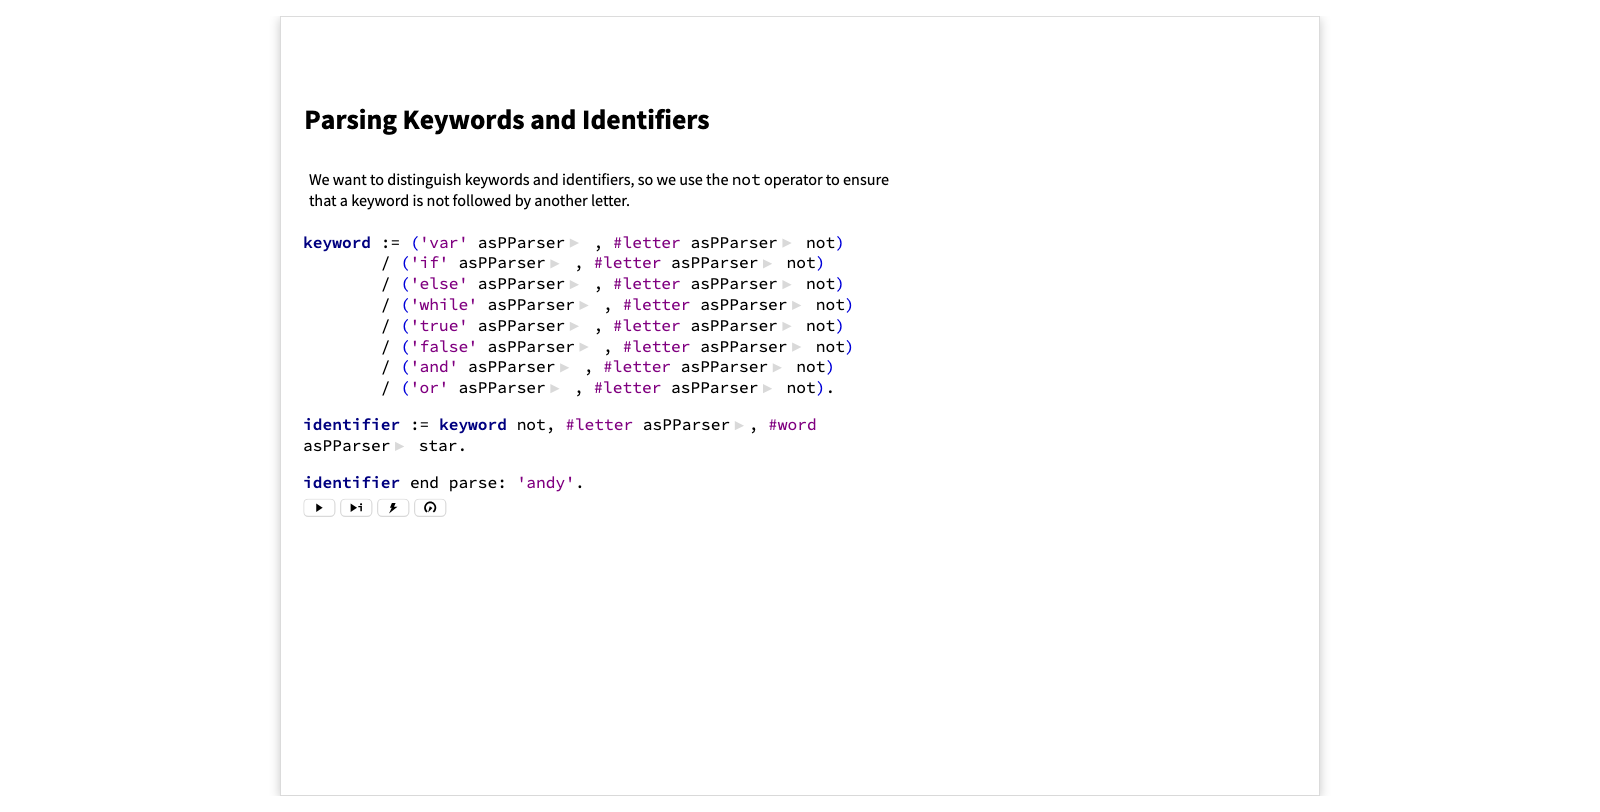 Parsing Keywords and Identifiers
We want to distinguish keywords and identifiers, so we use the not operator to ensure
that a keyword is not followed by another letter.
keyword := ('var' asPParser▶ , #letter asPParser▶ not)
/ ('if' asPParser▶ , #letter asPParser▶ not)
/ ('else' asPParser▶ , #letter asPParser▶ not)
/ ('while' asPParser▶ , #letter asPParser▶ not)
/ ('true' asPParser▶ , #letter asPParser▶ not)
/ ('false' asPParser▶ , #letter asPParser▶ not)
/ ('and' asPParser▶ , #letter asPParser▶ not)
/ ('or' asPParser▶ , #letter asPParser▶ not).
identifier := keyword not, #letter asPParser▶, #word
asPParser▶ star.
identifier end parse: 'andy'.
▶ ▶i